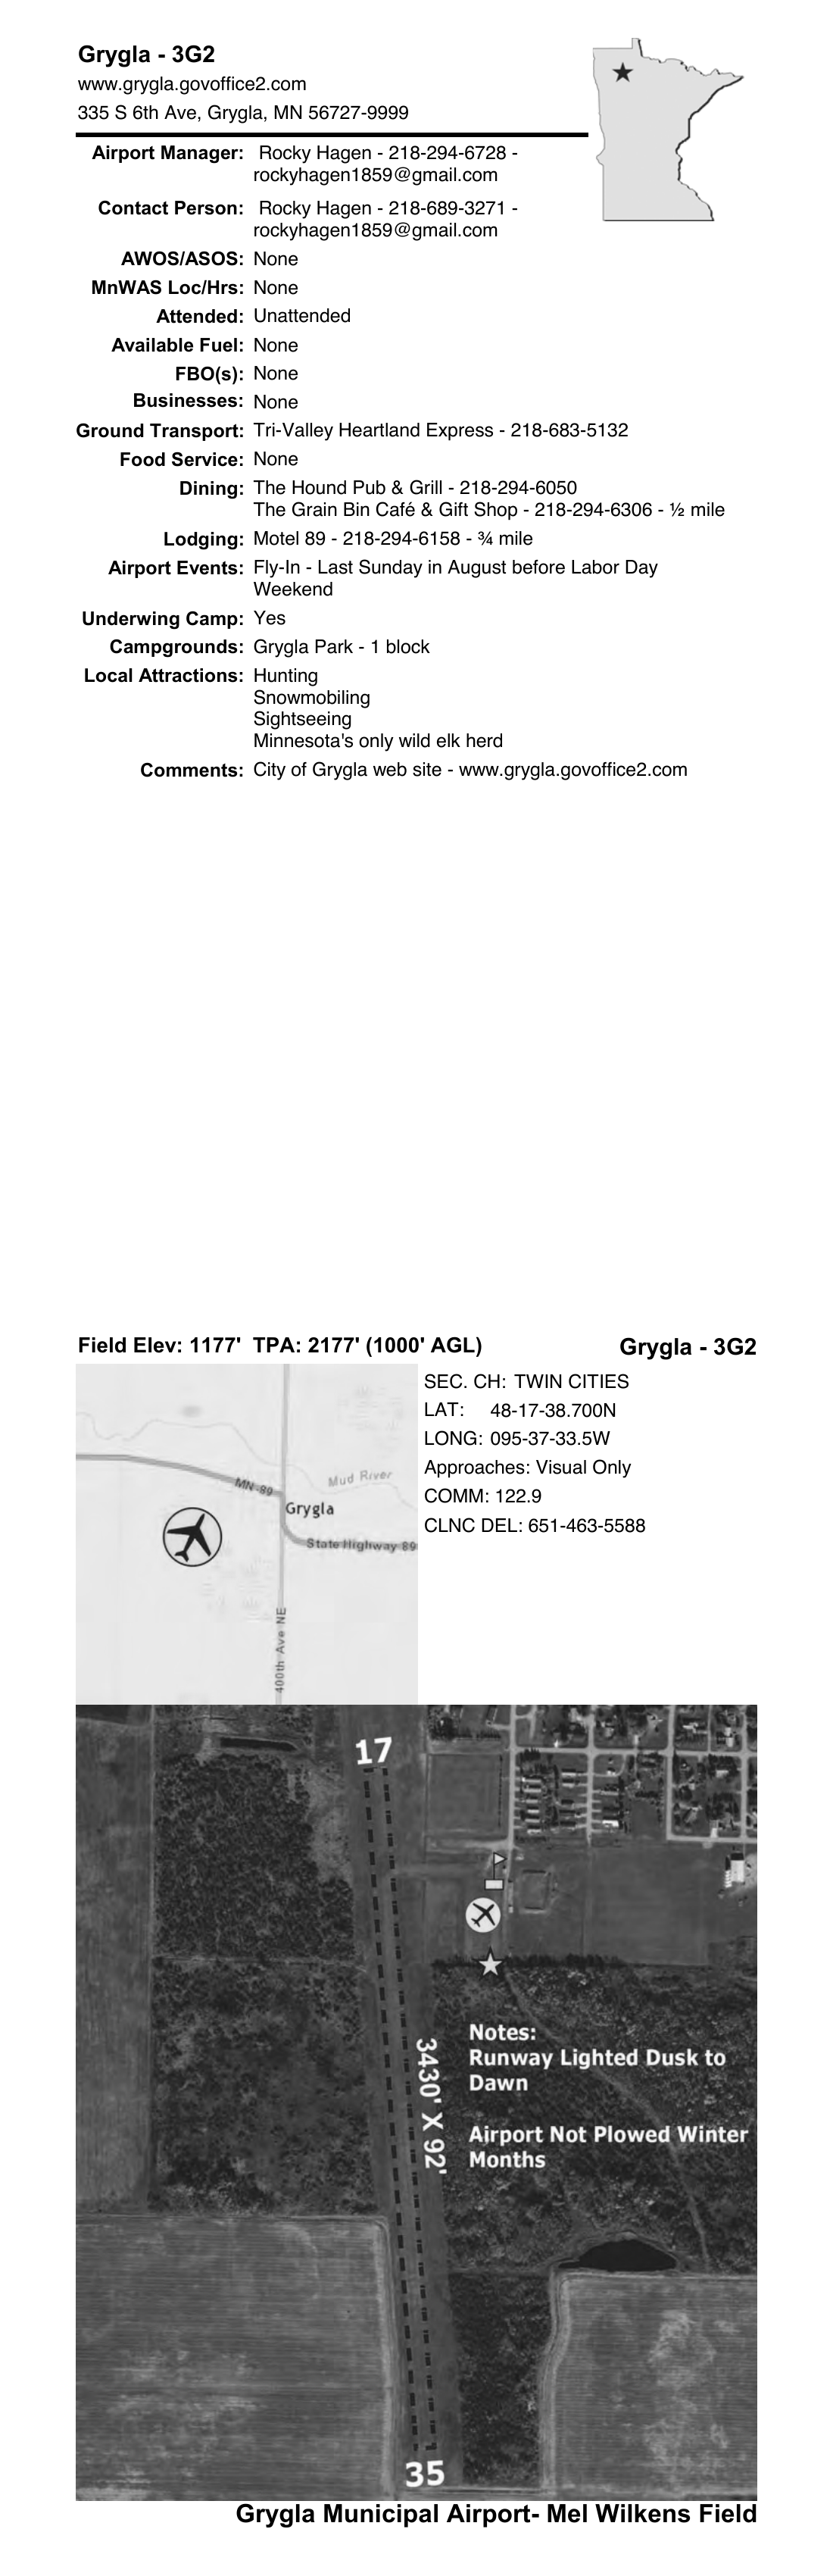 Grygla - 3G2
www.grygla.govoffice2.com
335 S 6th Ave, Grygla, MN 56727-9999
Airport Manager: Rocky Hagen - 218-294-6728 -
rockyhagen1859@gmail.com
Contact Person: Rocky Hagen - 218-689-3271 -
rockyhagen1859@gmail.com
AWOS/ASOS: None
MnWAS Loc/Hrs: None
Attended: Unattended
Available Fuel: None
FBO(s): None
Businesses: None
Ground Transport: Tri-Valley Heartland Express - 218-683-5132
Food Service: None
Dining: The Hound Pub & Grill - 218-294-6050
The Grain Bin Café & Gift Shop - 218-294-6306 - ½ mile
Lodging: Motel 89 - 218-294-6158 - ¾ mile
Airport Events: Fly-In - Last Sunday in August before Labor Day
Weekend
Underwing Camp: Yes
Campgrounds: Grygla Park - 1 block
Local Attractions: Hunting
Snowmobiling
Sightseeing
Minnesota's only wild elk herd
Comments: City of Grygla web site - www.grygla.govoffice2.com
Field Elev: 1177' TPA: 2177' (1000' AGL)
Grygla - 3G2
SEC. CH: TWIN CITIES
LAT: 48-17-38.700N
LONG: 095-37-33.5W
Approaches: Visual Only
COMM: 122.9
CLNC DEL: 651-463-5588
MN-89
Mud River
Grygla
State Highway 89
400th Ave NE
17
3430' X 92'
Notes:
Runway Lighted Dusk to
Dawn
Airport Not Plowed Winter
Months
35
Grygla Municipal Airport- Mel Wilkens Field